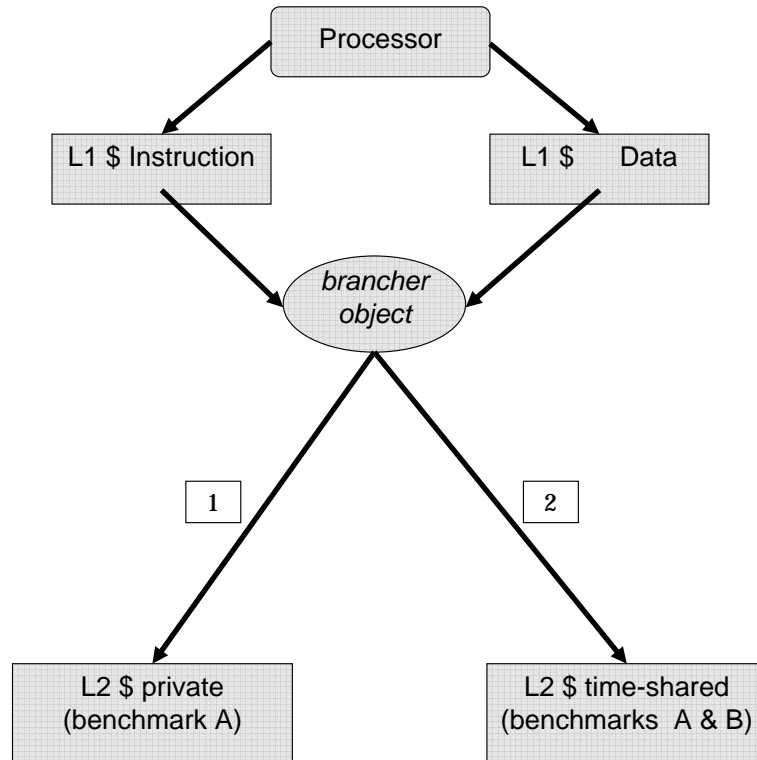 Processor
L1 $ Instruction
L1 $ Data
brancher
object
1
2
L2 $ private
(benchmark A)
L2 $ time-shared
(benchmarks A & B)